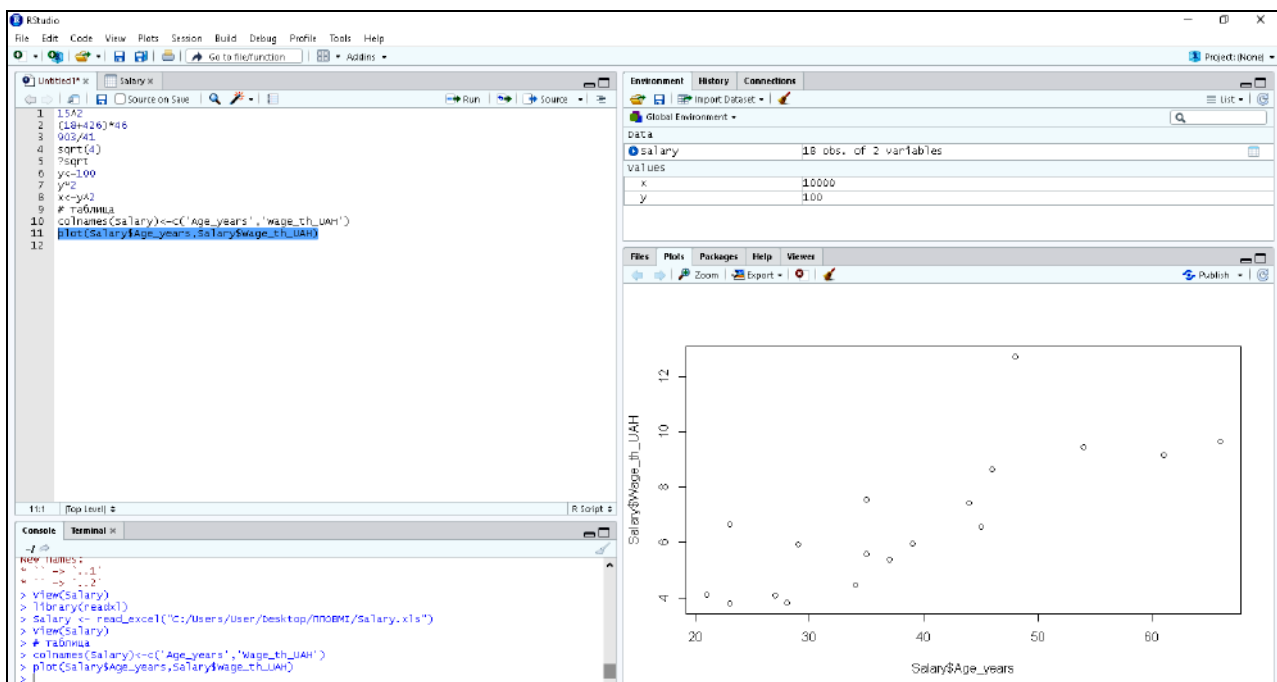 RStudio
File Edit Code View Plots Session Build Debug Profile Tools Help
Go to file/function
Addins
Project: (None)
Untitled1* × Salary ×
Source on Save
Run Source
1 15^2
2 (18+426)*46
3 903/41
4 sqrt(4)
5 ?sqrt
6 y<-100
7 y^2
8 x<-y^2
9 # таблица
10 colnames(Salary)<-c('Age_years','Wage_th_UAH')
11 plot(Salary$Age_years,Salary$Wage_th_UAH)
12
11:1 (Top Level) R Script
Console Terminal ×
~/
New names:
* `` -> `..1`
* `` -> `..2`
> View(Salary)
> library(readxl)
> Salary <- read_excel("C:/Users/User/Desktop/ППОВМІ/Salary.xls")
> View(Salary)
> # таблица
> colnames(Salary)<-c('Age_years','Wage_th_UAH')
> plot(Salary$Age_years,Salary$Wage_th_UAH)
>
Environment History Connections
Import Dataset List
Global Environment
Data
Salary 18 obs. of 2 variables
Values
x 10000
y 100
Files Plots Packages Help Viewer
Zoom Export Publish
Salary$Wage_th_UAH
12
10
8
6
4
20 30 40 50 60
Salary$Age_years